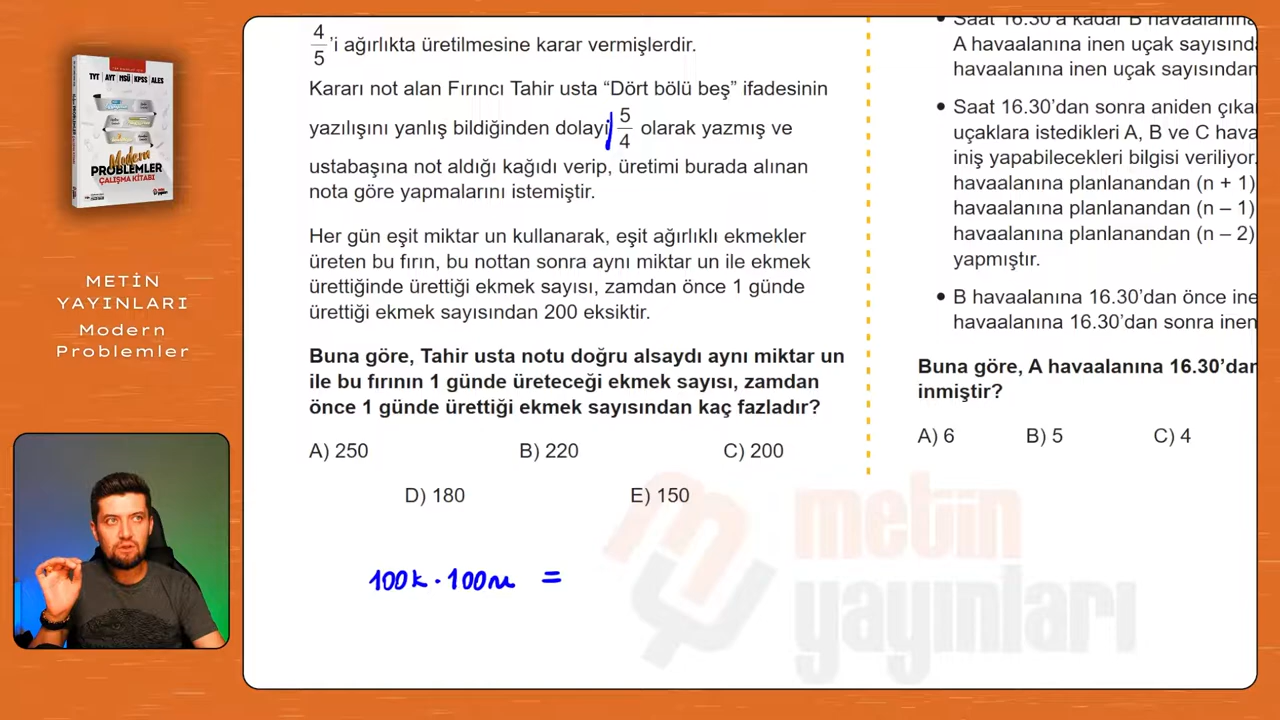 TYT AYT MSÜ KPSS ALES
Modern
PROBLEMLER
ÇALIŞMA KİTABI
METİN
YAYINLARI
Modern
Problemler
4/5'i ağırlıkta üretilmesine karar vermişlerdir.
Kararı not alan Fırıncı Tahir usta “Dört bölü beş” ifadesinin
yazılışını yanlış bildiğinden dolayı 5/4 olarak yazmış ve
ustabaşına not aldığı kağıdı verip, üretimi burada alınan
nota göre yapmalarını istemiştir.
Her gün eşit miktar un kullanarak, eşit ağırlıklı ekmekler
üreten bu fırın, bu nottan sonra aynı miktar un ile ekmek
ürettiğinde ürettiği ekmek sayısı, zamdan önce 1 günde
ürettiği ekmek sayısından 200 eksiktir.
Buna göre, Tahir usta notu doğru alsaydı aynı miktar un
ile bu fırının 1 günde üreteceği ekmek sayısı, zamdan
önce 1 günde ürettiği ekmek sayısından kaç fazladır?
A) 250 B) 220 C) 200
D) 180 E) 150
100k · 100n =
• Saat 16.30'a kadar B havaalanına
A havaalanına inen uçak sayısında
havaalanına inen uçak sayısından
• Saat 16.30’dan sonra aniden çıka
uçaklara istedikleri A, B ve C hava
iniş yapabilecekleri bilgisi veriliyor.
havaalanına planlanandan (n + 1)
havaalanına planlanandan (n – 1)
havaalanına planlanandan (n – 2)
yapmıştır.
• B havaalanına 16.30’dan önce ine
havaalanına 16.30’dan sonra inen
Buna göre, A havaalanına 16.30’dan
inmiştir?
A) 6 B) 5 C) 4
metin
yayınları